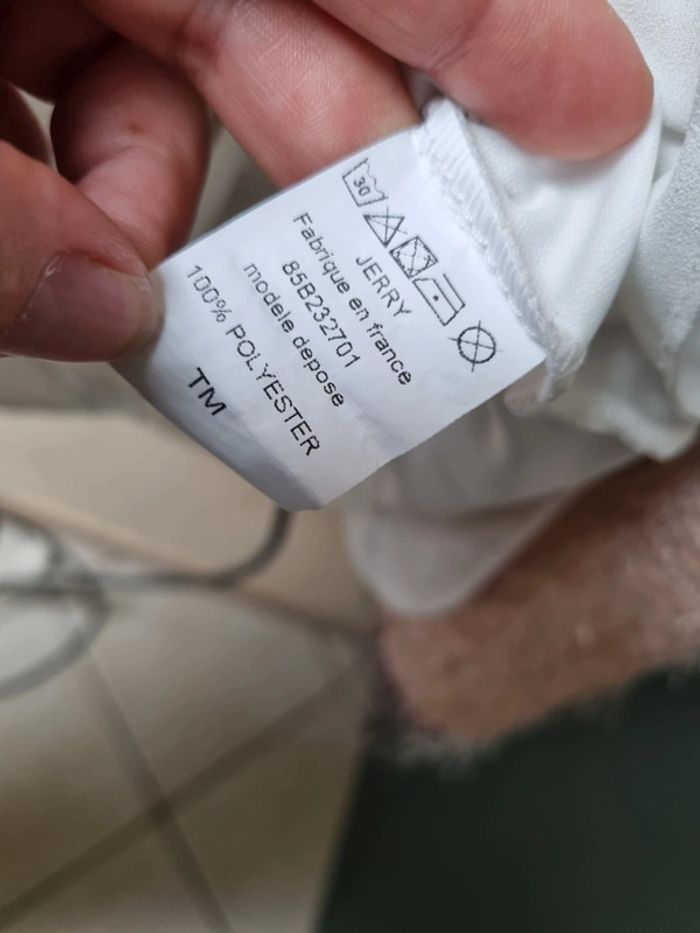 30
JERRY
Fabrique en france
85B232701
modele depose
100% POLYESTER
TM